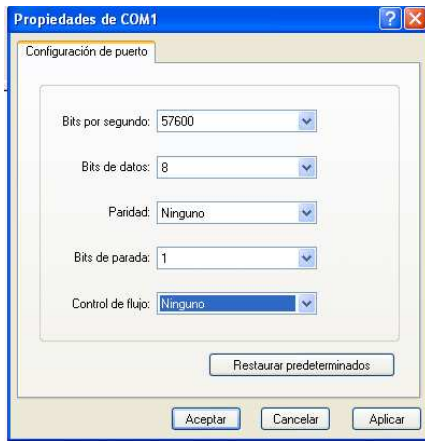 Propiedades de COM1
Configuración de puerto
Bits por segundo: 57600
Bits de datos: 8
Paridad: Ninguno
Bits de parada: 1
Control de flujo: Ninguno
Restaurar predeterminados
Aceptar Cancelar Aplicar